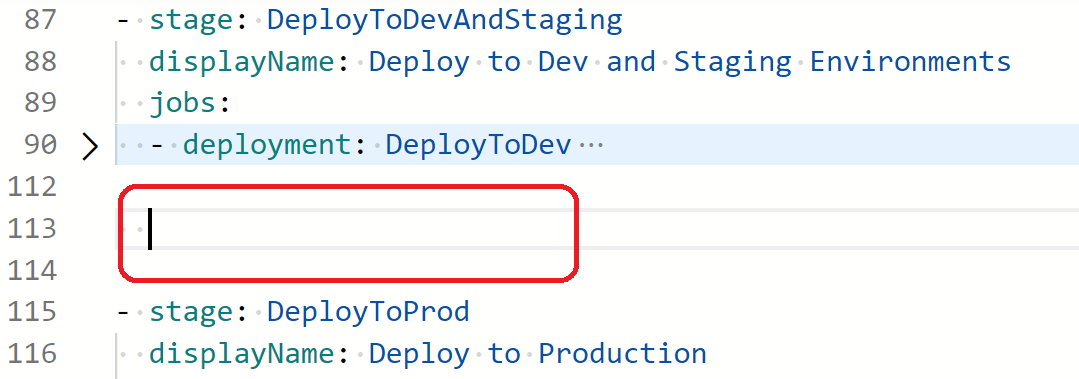 87 - stage: DeployToDevAndStaging
88 displayName: Deploy to Dev and Staging Environments
89 jobs:
90 > - deployment: DeployToDev···
112
113
114
115 - stage: DeployToProd
116 displayName: Deploy to Production